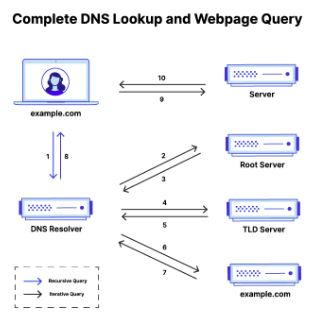 Complete DNS Lookup and Webpage Query
10
9
Server
example.com
1
8
2
3
Root Server
DNS Resolver
4
5
TLD Server
6
7
example.com
Recursive Query
Iterative Query